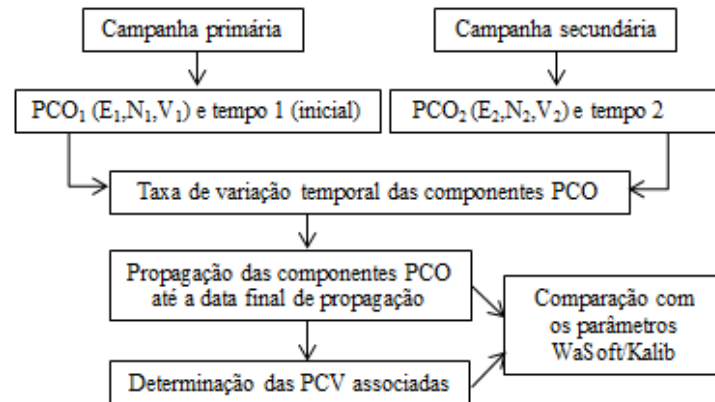 Campanha primária
Campanha secundária
PCO₁ (E₁,N₁,V₁) e tempo 1 (inicial)
PCO₂ (E₂,N₂,V₂) e tempo 2
Taxa de variação temporal das componentes PCO
Propagação das componentes PCO
até a data final de propagação
Comparação com
os parâmetros
WaSoft/Kalib
Determinação das PCV associadas